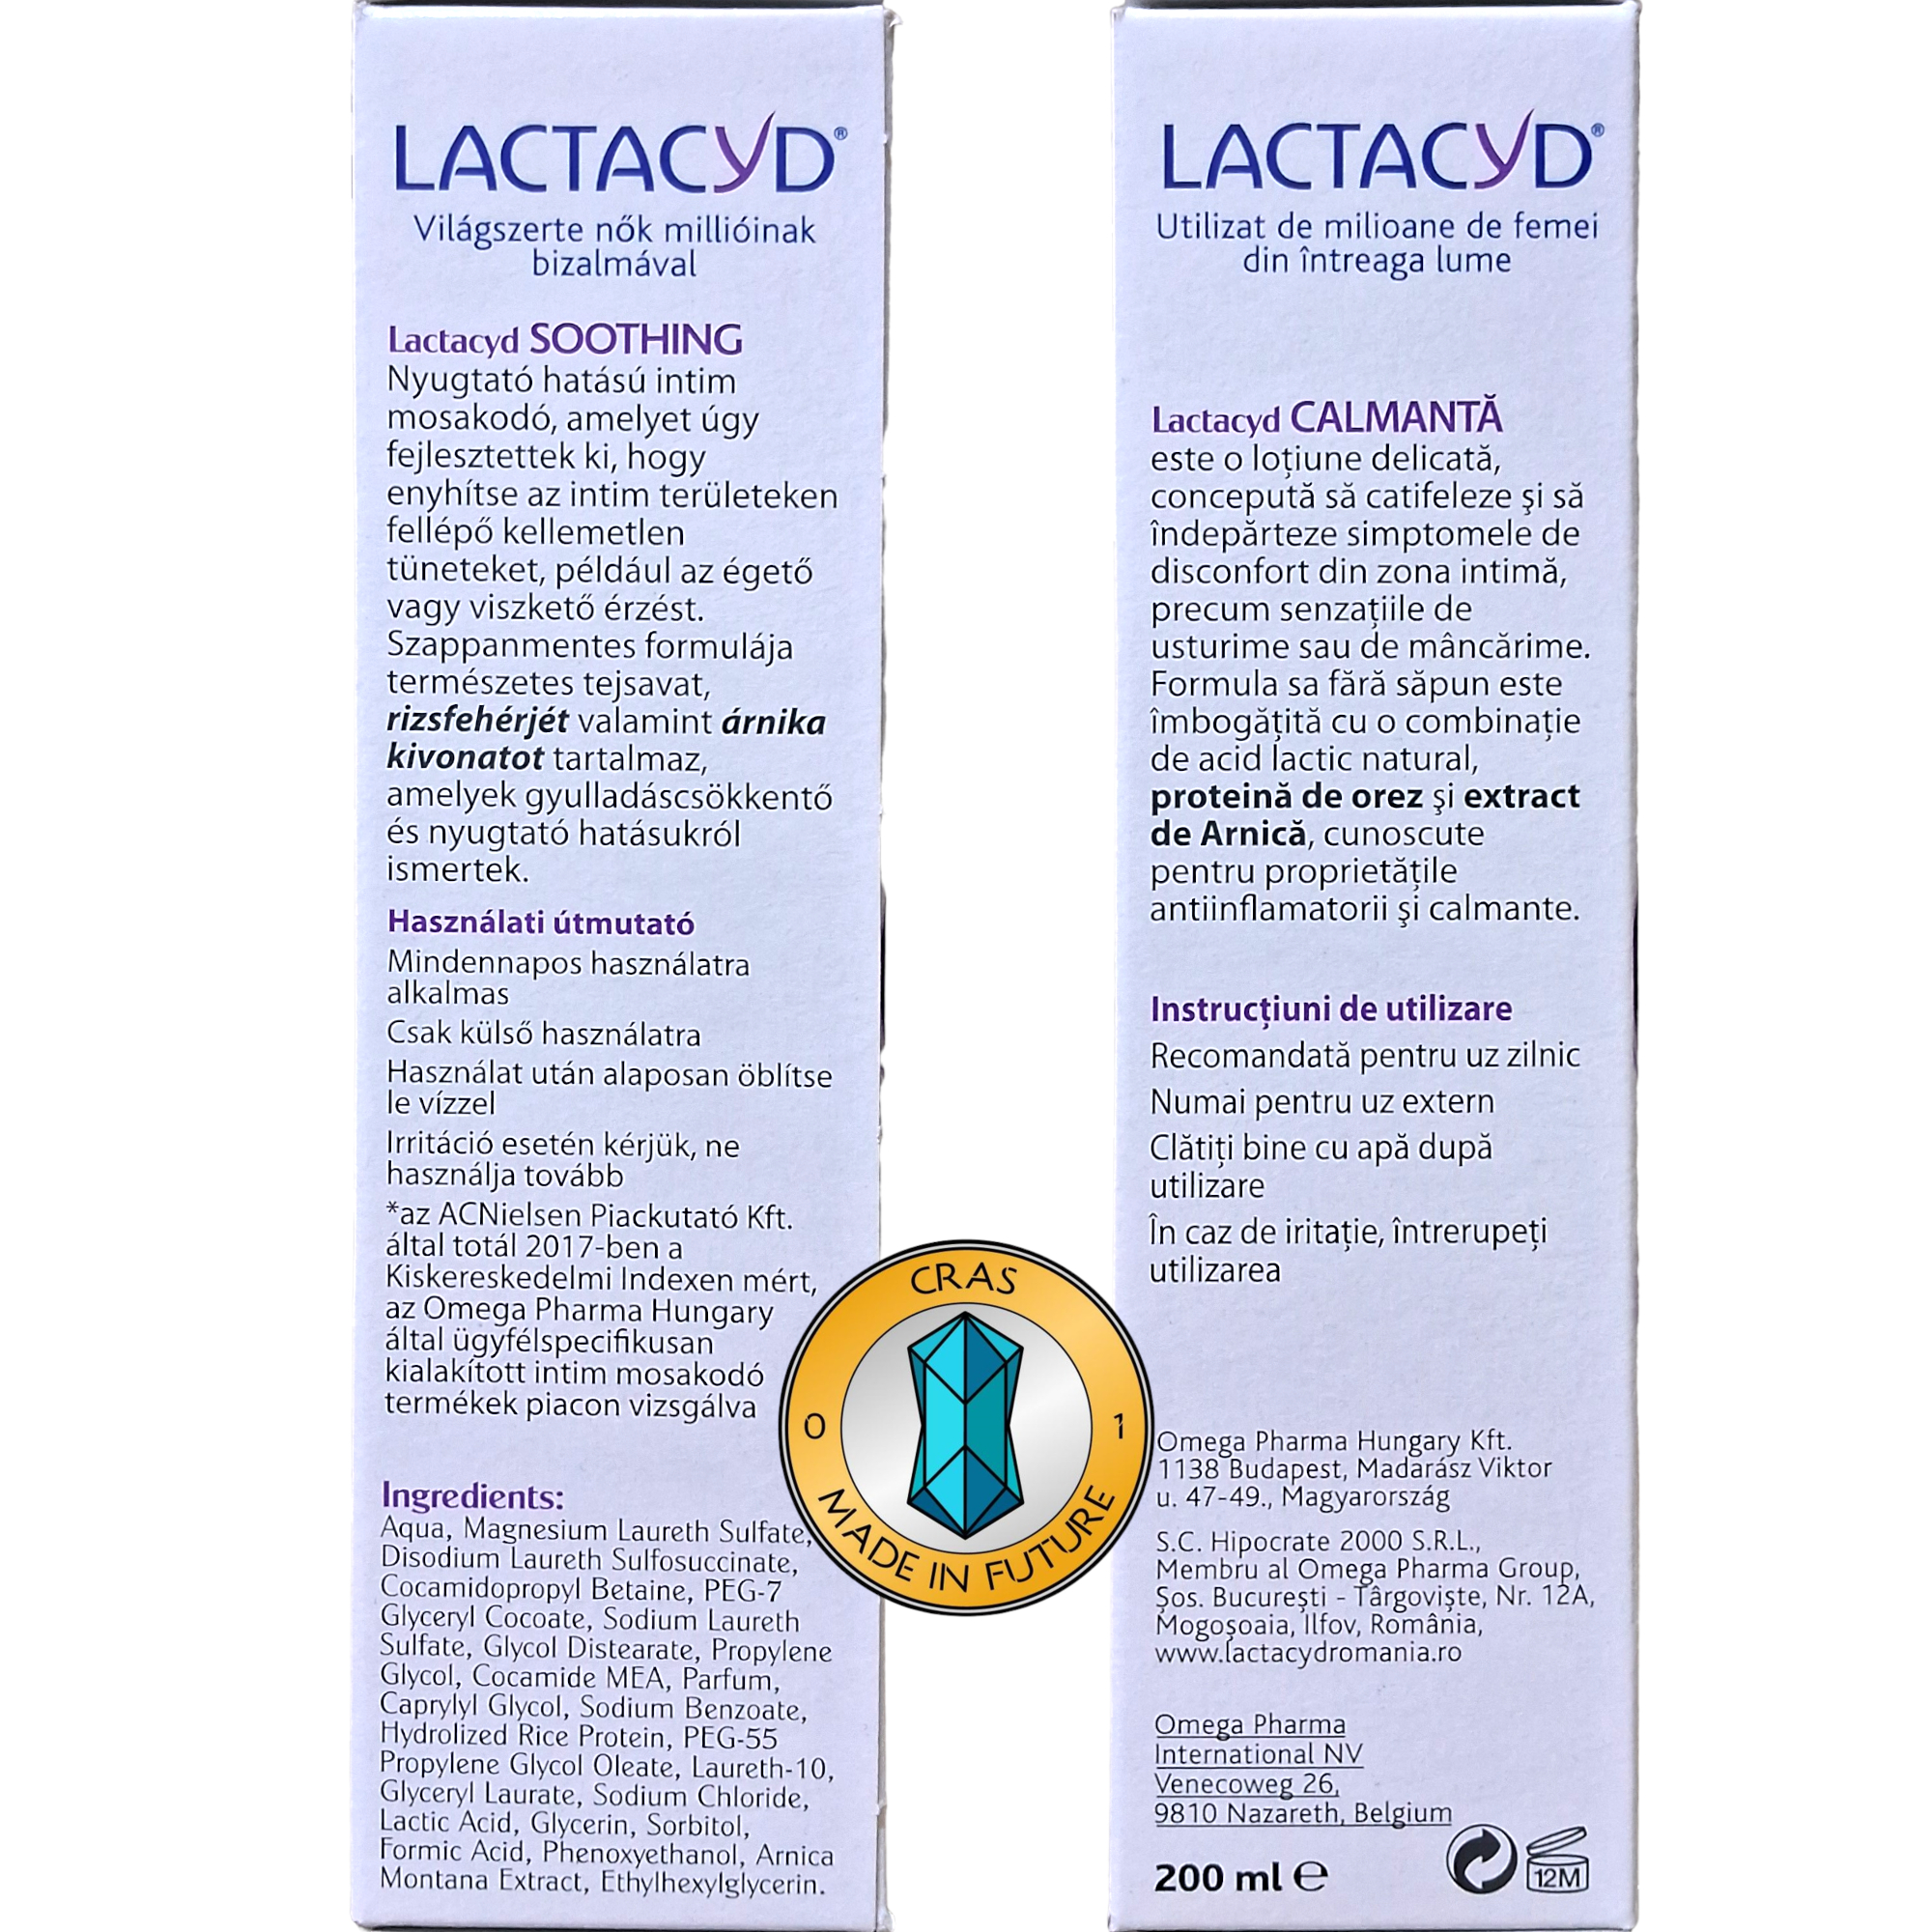 LACTACYD®
Világszerte nők millióinak
bizalmával
Lactacyd SOOTHING
Nyugtató hatású intim
mosakodó, amelyet úgy
fejlesztettek ki, hogy
enyhítse az intim területeken
fellépő kellemetlen
tüneteket, például az égető
vagy viszkető érzést.
Szappanmentes formulája
természetes tejsavat,
rizsfehérjét valamint árnika
kivonatot tartalmaz,
amelyek gyulladáscsökkentő
és nyugtató hatásukról
ismertek.
Használati útmutató
Mindennapos használatra
alkalmas
Csak külső használatra
Használat után alaposan öblítse
le vízzel
Irritáció esetén kérjük, ne
használja tovább
*az ACNielsen Piackutató Kft.
által totál 2017-ben a
Kiskereskedelmi Indexen mért,
az Omega Pharma Hungary
által ügyfélspecifikusan
kialakított intim mosakodó
termékek piacon vizsgálva
Ingredients:
Aqua, Magnesium Laureth Sulfate,
Disodium Laureth Sulfosuccinate,
Cocamidopropyl Betaine, PEG-7
Glyceryl Cocoate, Sodium Laureth
Sulfate, Glycol Distearate, Propylene
Glycol, Cocamide MEA, Parfum,
Caprylyl Glycol, Sodium Benzoate,
Hydrolized Rice Protein, PEG-55
Propylene Glycol Oleate, Laureth-10,
Glyceryl Laurate, Sodium Chloride,
Lactic Acid, Glycerin, Sorbitol,
Formic Acid, Phenoxyethanol, Arnica
Montana Extract, Ethylhexylglycerin.
CRAS
0 1
MADE IN FUTURE
LACTACYD®
Utilizat de milioane de femei
din întreaga lume
Lactacyd CALMANTĂ
este o loţiune delicată,
concepută să catifeleze şi să
îndepărteze simptomele de
disconfort din zona intimă,
precum senzaţiile de
usturime sau de mâncărime.
Formula sa fără săpun este
îmbogăţită cu o combinaţie
de acid lactic natural,
proteină de orez şi extract
de Arnică, cunoscute
pentru proprietăţile
antiinflamatorii şi calmante.
Instrucţiuni de utilizare
Recomandată pentru uz zilnic
Numai pentru uz extern
Clătiţi bine cu apă după
utilizare
În caz de iritaţie, întrerupeţi
utilizarea
Omega Pharma Hungary Kft.
1138 Budapest, Madarász Viktor
u. 47-49., Magyarország
S.C. Hipocrate 2000 S.R.L.,
Membru al Omega Pharma Group,
Şos. Bucureşti - Târgovişte, Nr. 12A,
Mogoşoaia, Ilfov, România,
www.lactacydromania.ro
Omega Pharma
International NV
Venecoweg 26,
9810 Nazareth, Belgium
200 ml ℮
12M